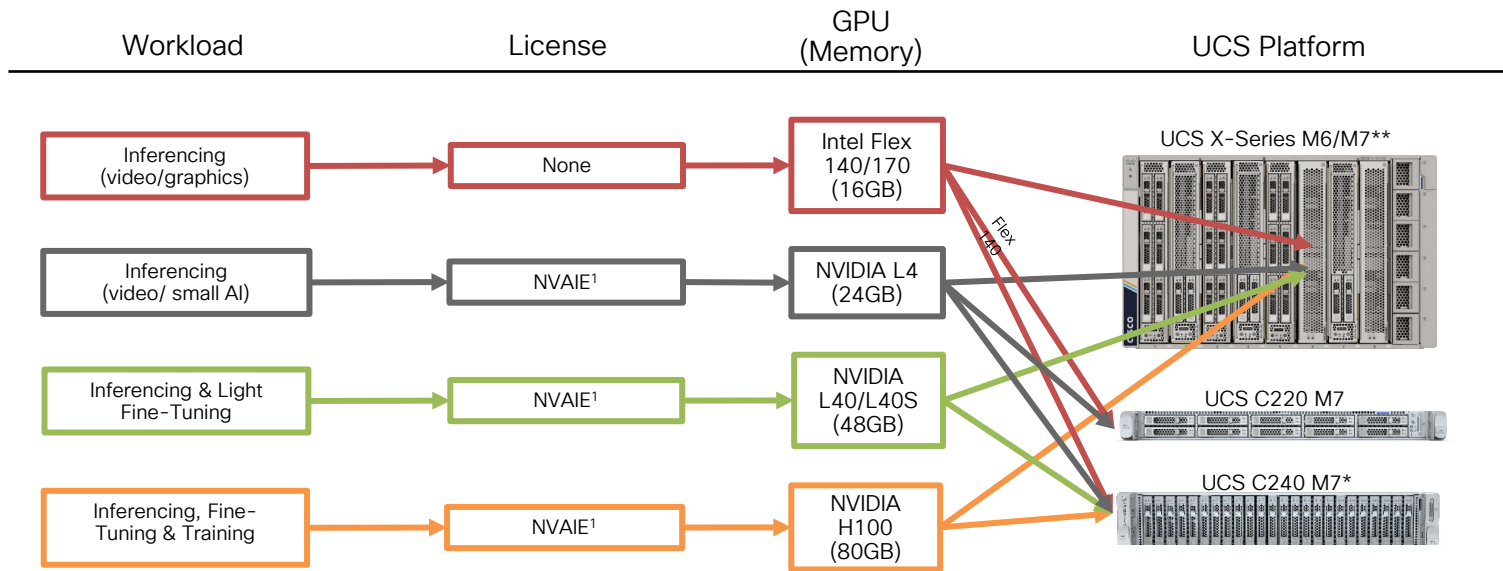 Workload
License
GPU
(Memory)
UCS Platform
Inferencing
(video/graphics)
None
Intel Flex
140/170
(16GB)
UCS X-Series M6/M7**
Flex
140
Inferencing
(video/ small AI)
NVAIE¹
NVIDIA L4
(24GB)
CISCO
Inferencing & Light
Fine-Tuning
NVAIE¹
NVIDIA
L40/L40S
(48GB)
UCS C220 M7
Inferencing, Fine-
Tuning & Training
NVAIE¹
NVIDIA
H100
(80GB)
UCS C240 M7*